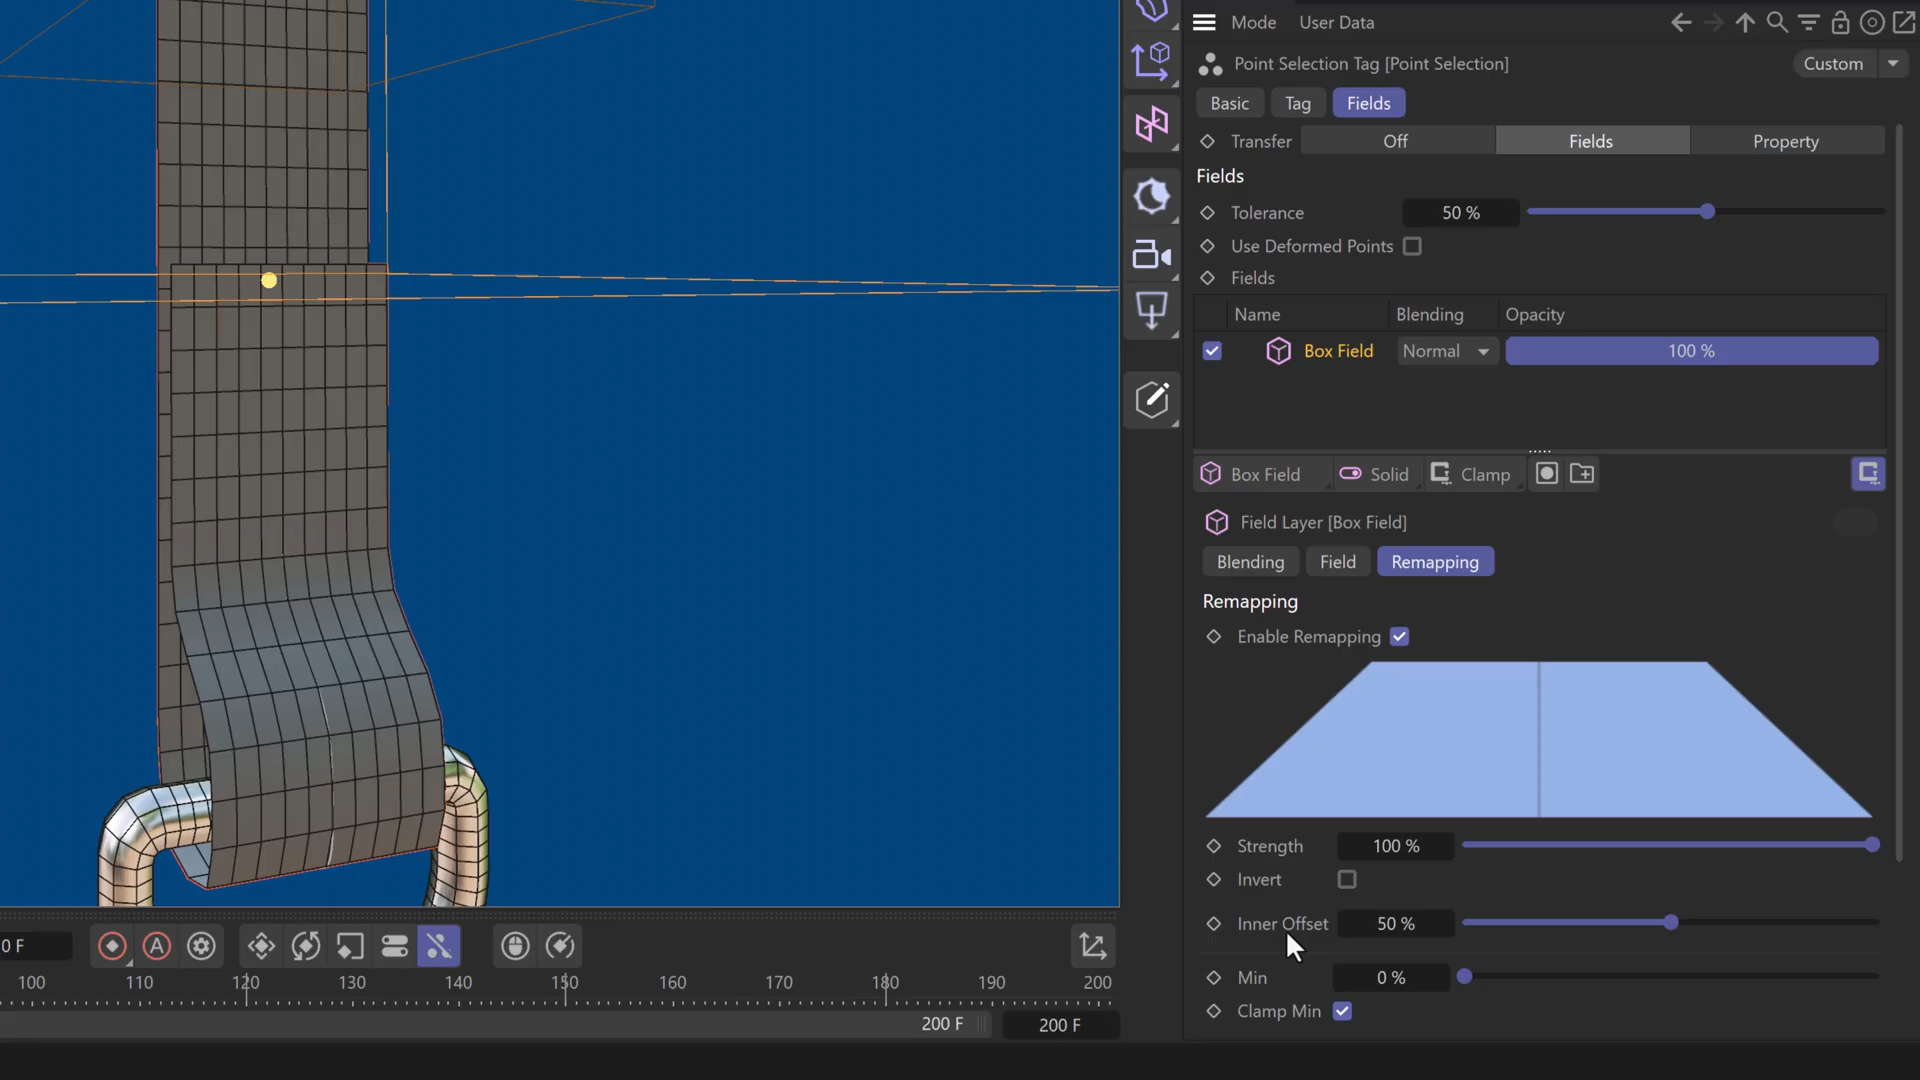 Mode User Data
Point Selection Tag [Point Selection]
Custom
Basic Tag Fields
Transfer Off Fields Property
Fields
Tolerance 50 %
Use Deformed Points
Fields
Name Blending Opacity
Box Field Normal 100 %
Box Field Solid Clamp
Field Layer [Box Field]
Blending Field Remapping
Remapping
Enable Remapping
Strength 100 %
Invert
Inner Offset 50 %
Min 0 %
Clamp Min
0 F
A
100 110 120 130 140 150 160 170 180 190 200
200 F 200 F